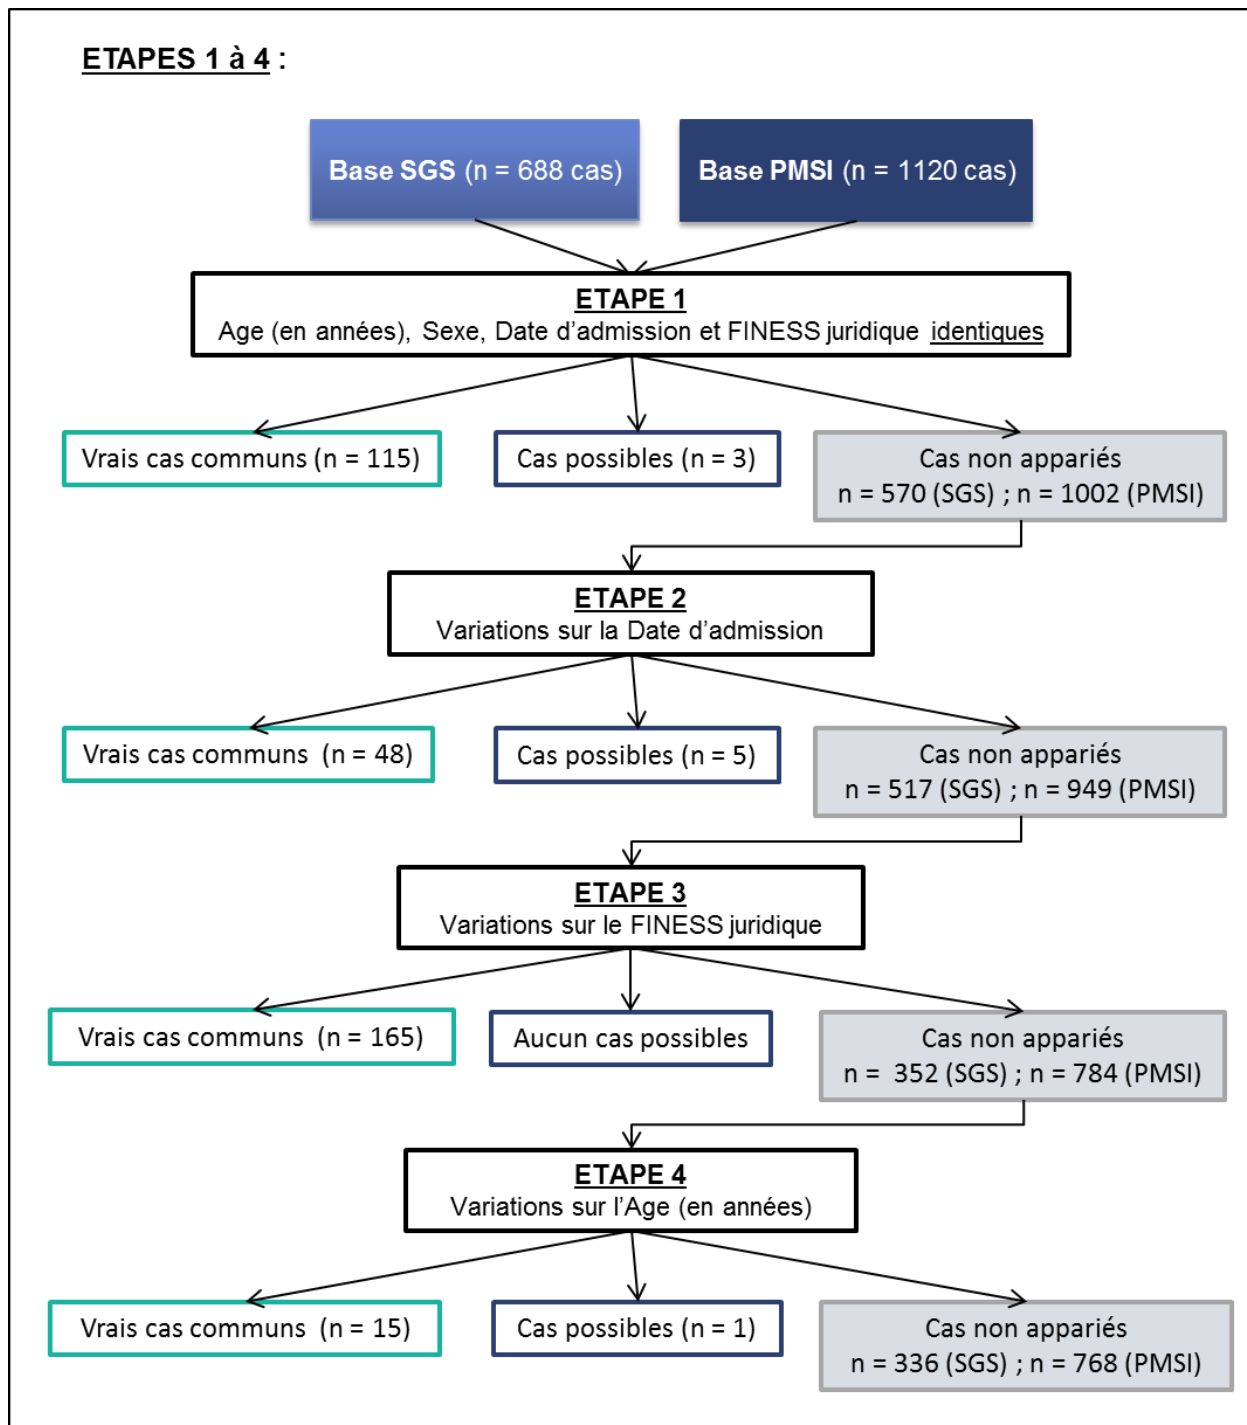 ETAPES 1 à 4 :
Base SGS (n = 688 cas)
Base PMSI (n = 1120 cas)
ETAPE 1
Age (en années), Sexe, Date d'admission et FINESS juridique identiques
Vrais cas communs (n = 115)
Cas possibles (n = 3)
Cas non appariés
n = 570 (SGS) ; n = 1002 (PMSI)
ETAPE 2
Variations sur la Date d'admission
Vrais cas communs (n = 48)
Cas possibles (n = 5)
Cas non appariés
n = 517 (SGS) ; n = 949 (PMSI)
ETAPE 3
Variations sur le FINESS juridique
Vrais cas communs (n = 165)
Aucun cas possibles
Cas non appariés
n = 352 (SGS) ; n = 784 (PMSI)
ETAPE 4
Variations sur l'Age (en années)
Vrais cas communs (n = 15)
Cas possibles (n = 1)
Cas non appariés
n = 336 (SGS) ; n = 768 (PMSI)